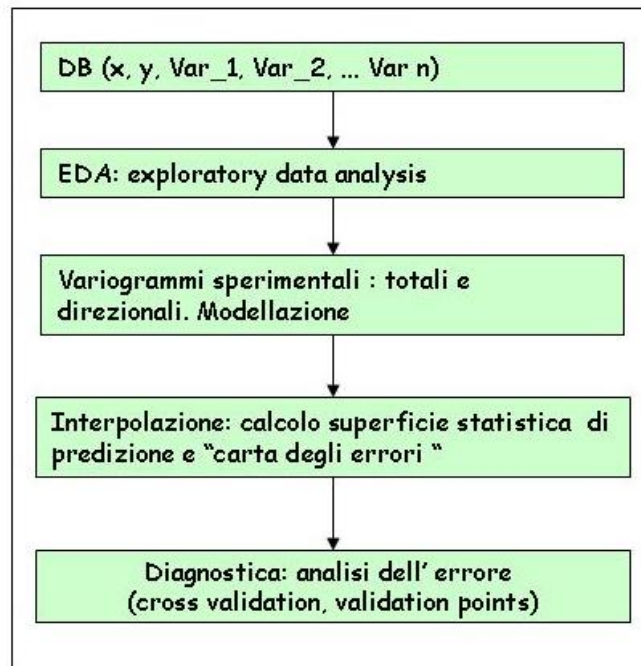 DB (x, y, Var_1, Var_2, ... Var n)
EDA: exploratory data analysis
Variogrammi sperimentali : totali e
direzionali. Modellazione
Interpolazione: calcolo superficie statistica di
predizione e “carta degli errori “
Diagnostica: analisi dell’ errore
(cross validation, validation points)